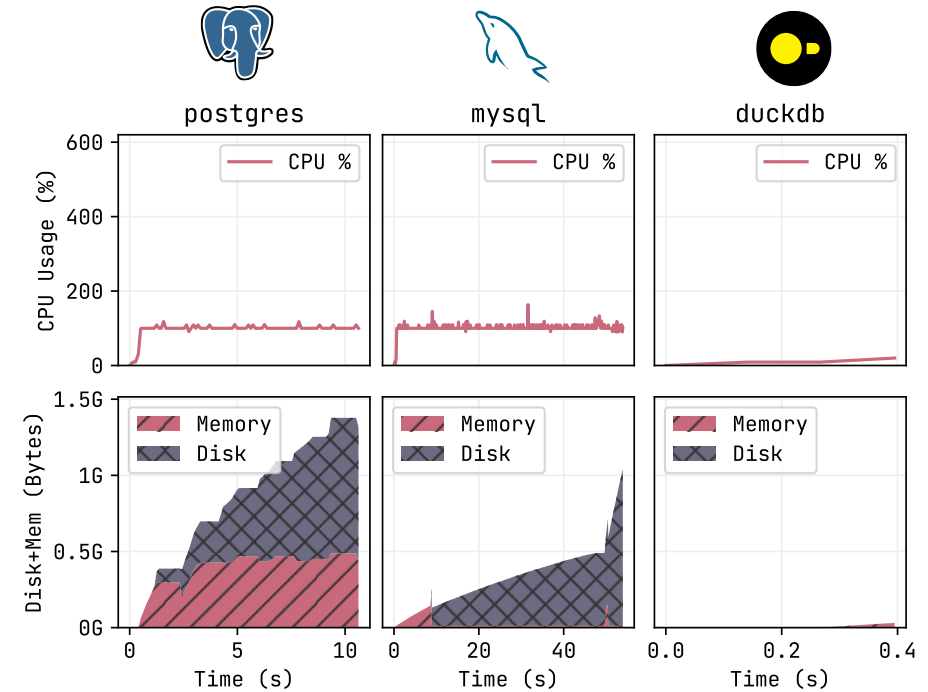 postgres mysql duckdb
600
CPU %
CPU %
CPU %
400
CPU Usage (%)
200
0
1.5G
Memory
Disk
Memory
Disk
Memory
Disk
1G
Disk+Mem (Bytes)
0.5G
0G
0 5 10
0 20 40
0.0 0.2 0.4
Time (s)
Time (s)
Time (s)